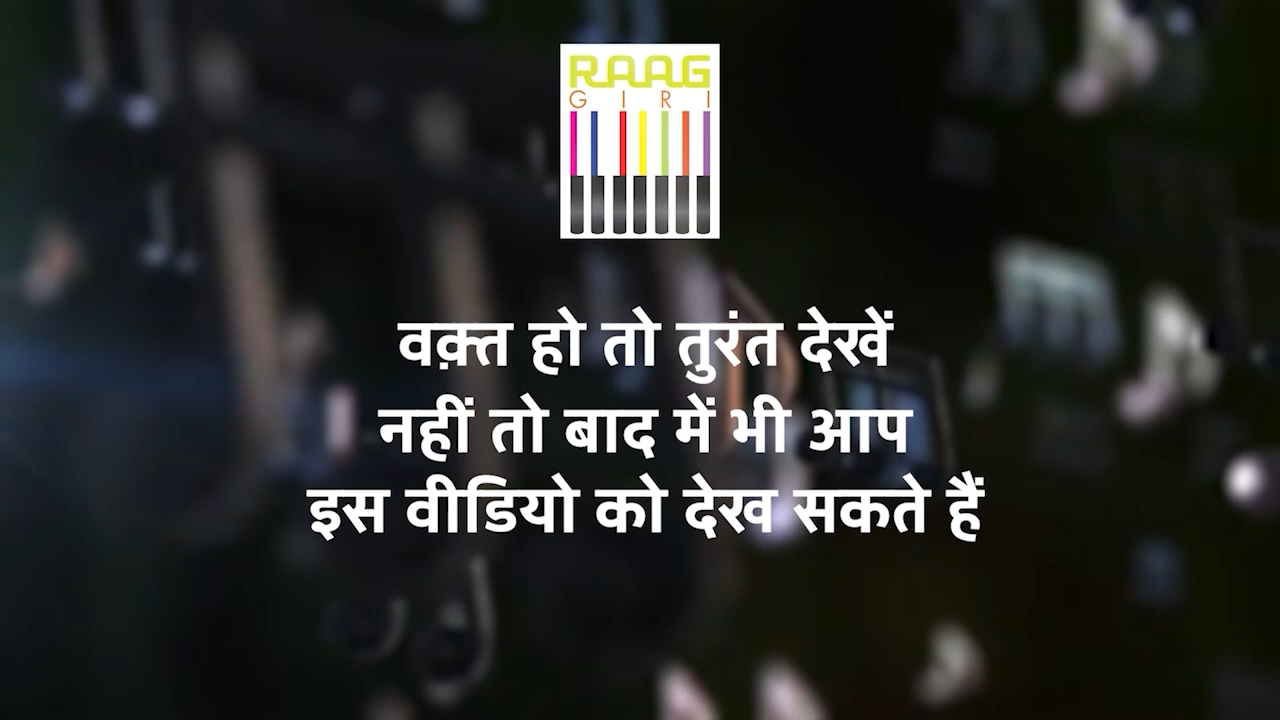 RAAG
GIRI
वक़्त हो तो तुरंत देखें
नहीं तो बाद में भी आप
इस वीडियो को देख सकते हैं